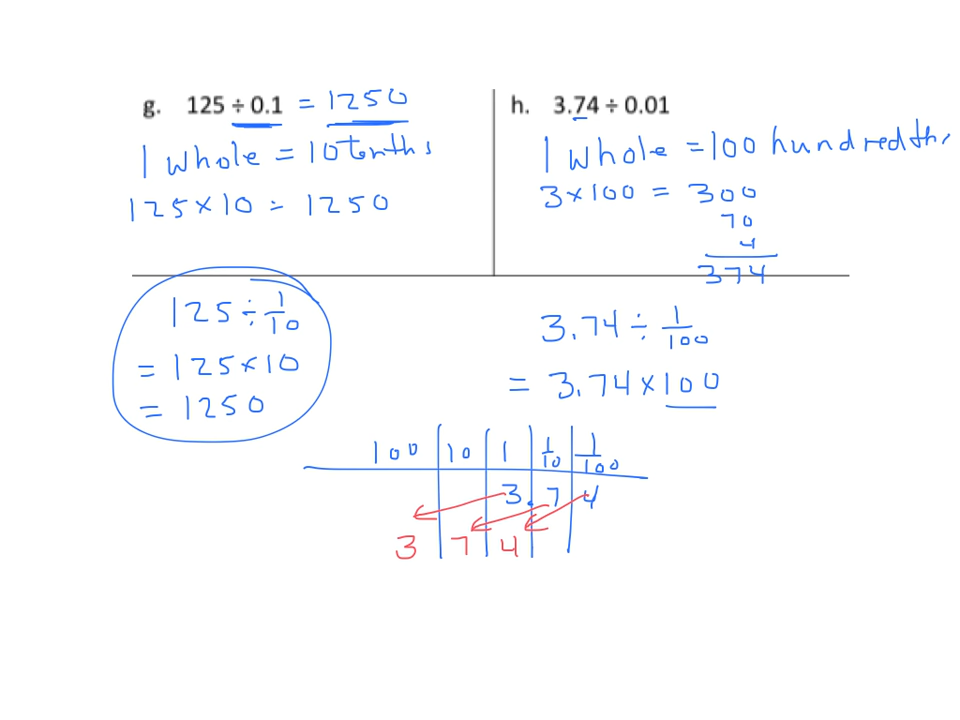 g. 125 ÷ 0.1 = 1250
1 whole = 10 tenths
125 × 10 = 1250
125 ÷ 1/10
= 125 × 10
= 1250
h. 3.74 ÷ 0.01
1 whole = 100 hundredths
3 × 100 = 300
70
4
374
3.74 ÷ 1/100
= 3.74 × 100
100 10 1 1/10 1/100
3 . 7 4
3 7 4